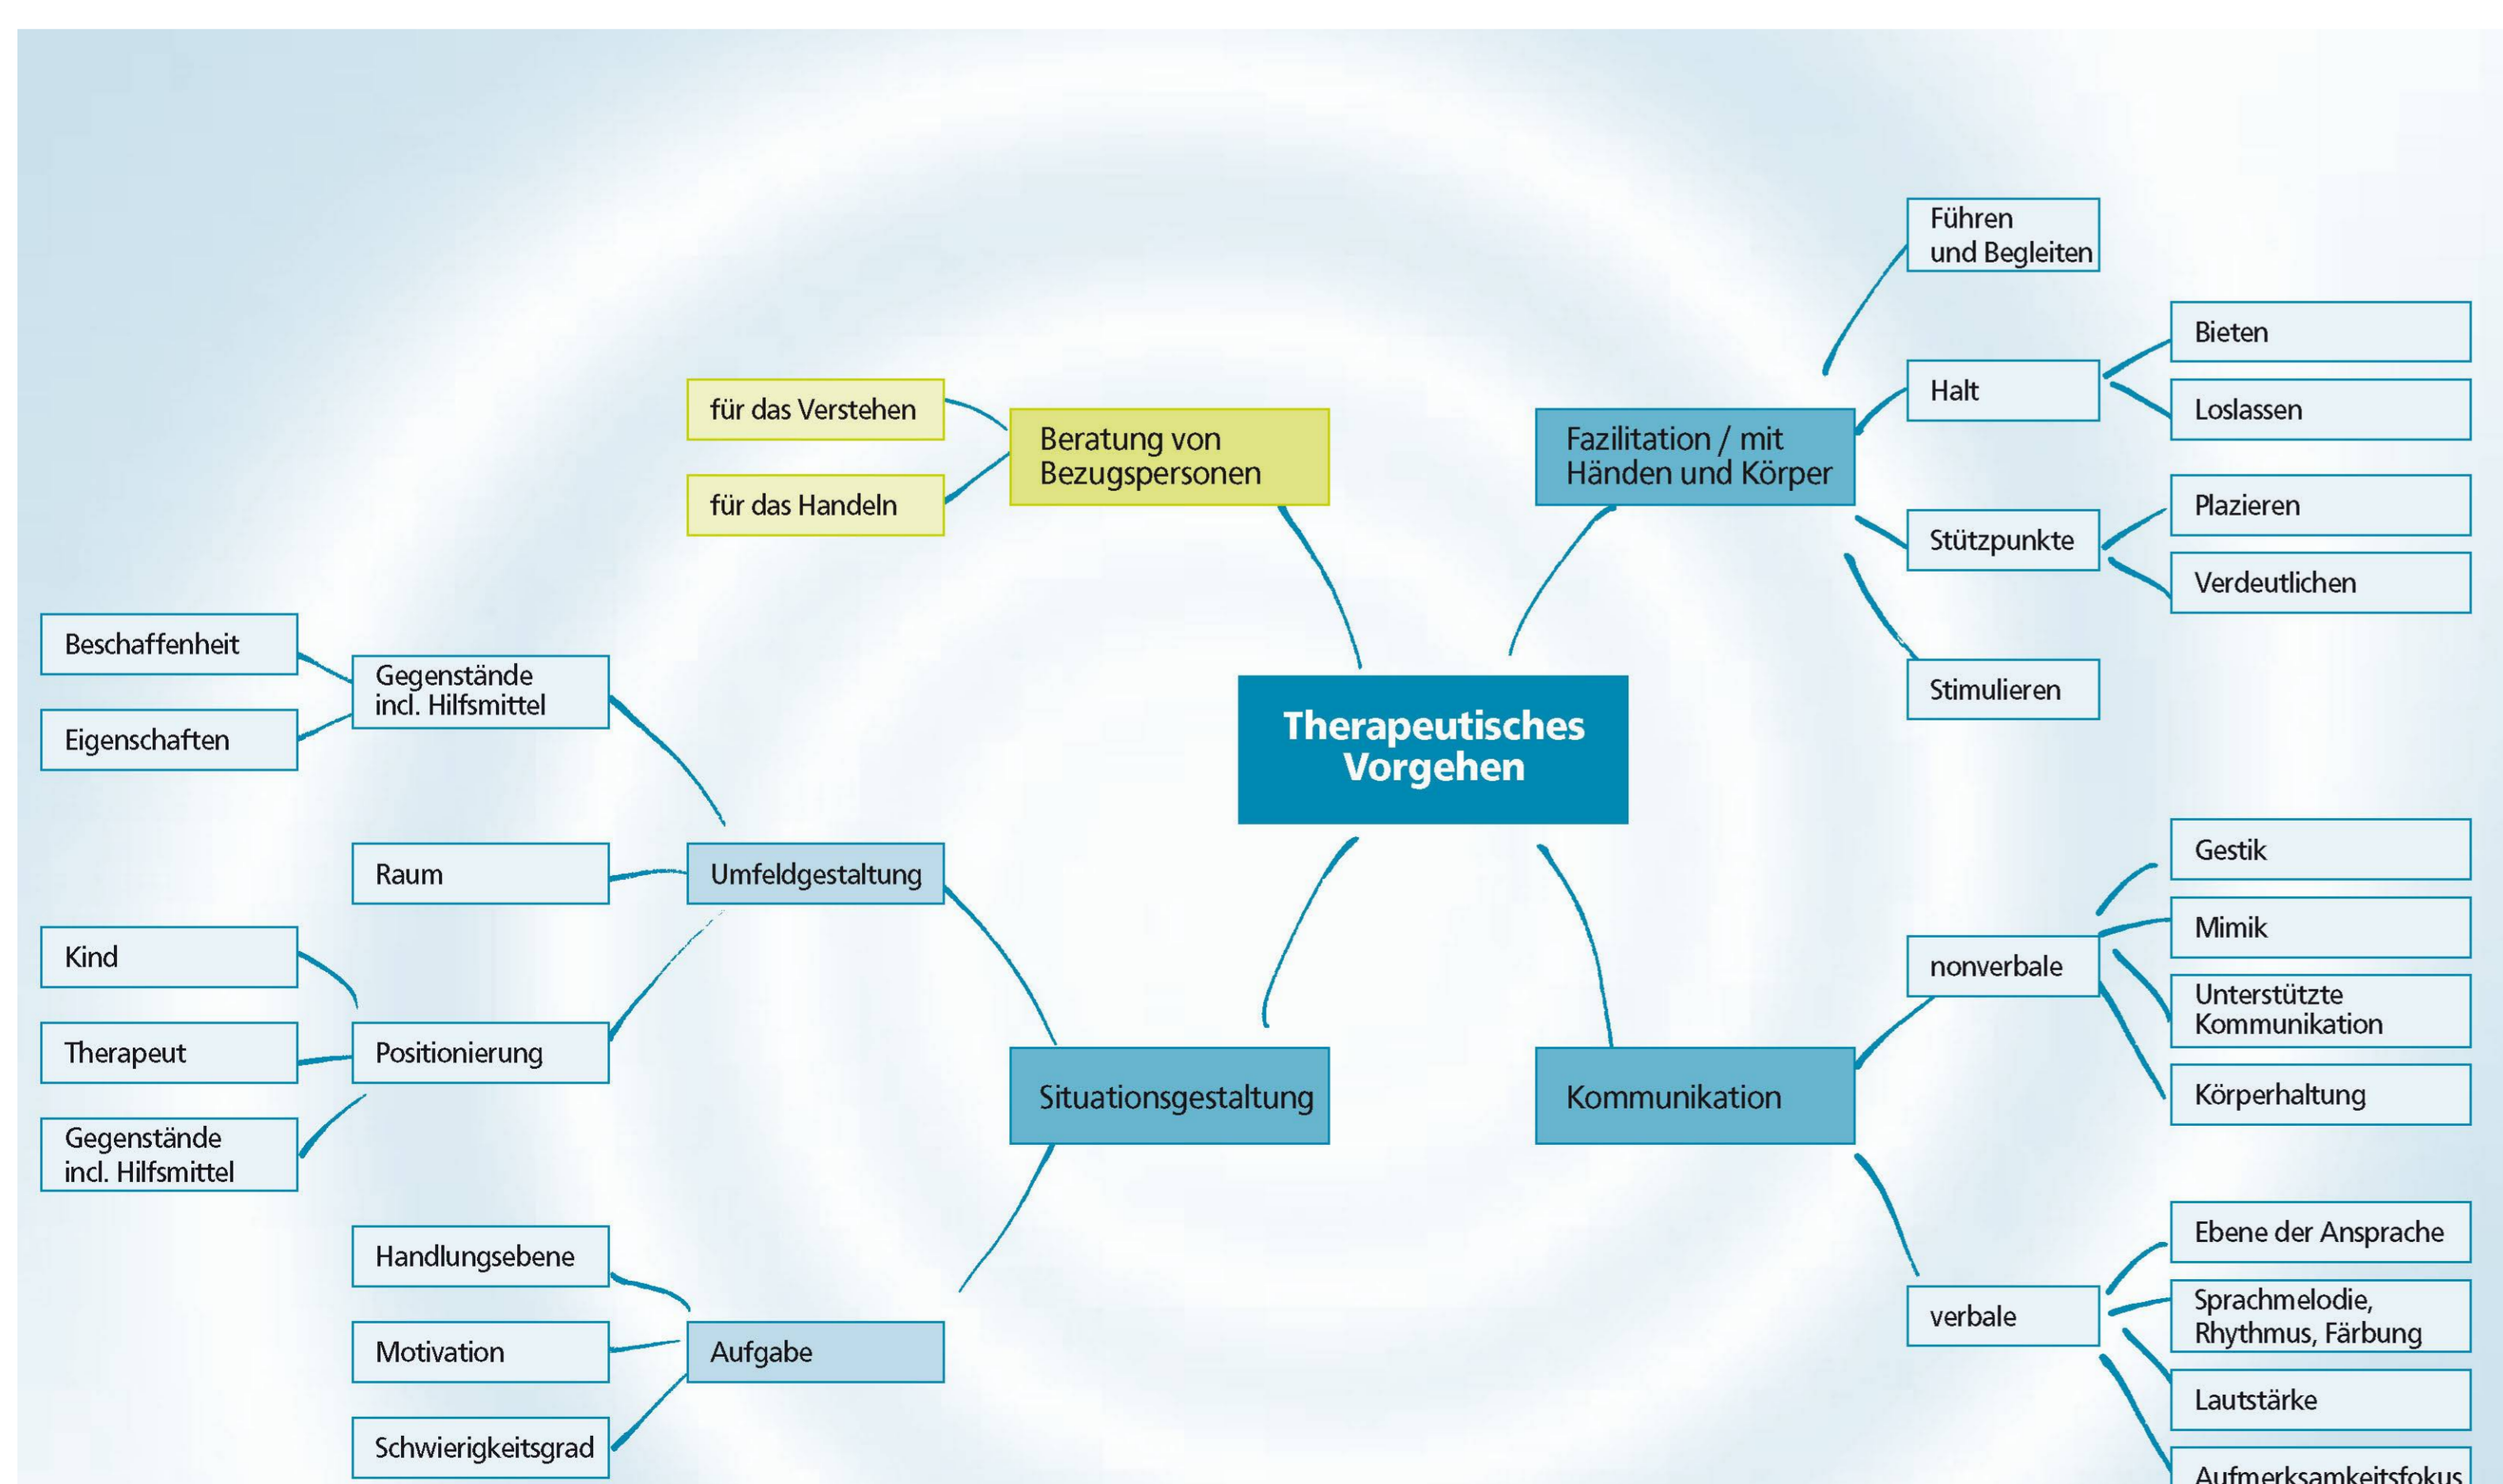 Führen
und Begleiten
Bieten
Halt
Loslassen
für das Verstehen
Beratung von
Bezugspersonen
für das Handeln
Fazilitation / mit
Händen und Körper
Plazieren
Stützpunkte
Verdeutlichen
Stimulieren
Therapeutisches
Vorgehen
Beschaffenheit
Gegenstände
incl. Hilfsmittel
Eigenschaften
Raum
Umfeldgestaltung
Kind
Therapeut
Positionierung
Gegenstände
incl. Hilfsmittel
Situationsgestaltung
Kommunikation
Gestik
Mimik
nonverbale
Unterstützte
Kommunikation
Körperhaltung
Handlungsebene
Motivation
Aufgabe
Schwierigkeitsgrad
Ebene der Ansprache
Sprachmelodie,
Rhythmus, Färbung
verbale
Lautstärke
Aufmerksamkeitsfokus